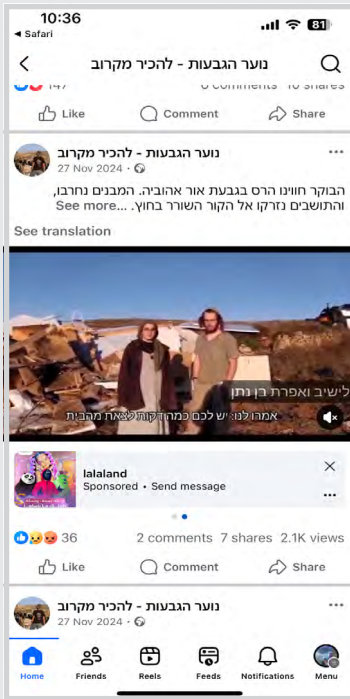 10:36
81
Safari
נוער הגבעות - להכיר מקרוב
147
0 comments 10 shares
Like Comment Share
נוער הגבעות - להכיר מקרוב
27 Nov 2024
הבוקר חווינו הרס בגבעת אור אהוביה. המבנים נחרבו,
והתושבים נזרקו אל הקור השורר בחוץ. ... See more
See translation
לישיב ואפרת בן נתן
אמרו לנו: יש לכם כמה דקות לצאת מהבית
lalaland
Sponsored • Send message
36
2 comments 7 shares 2.1K views
Like Comment Share
נוער הגבעות - להכיר מקרוב
27 Nov 2024
Home Friends Reels Feeds Notifications Menu